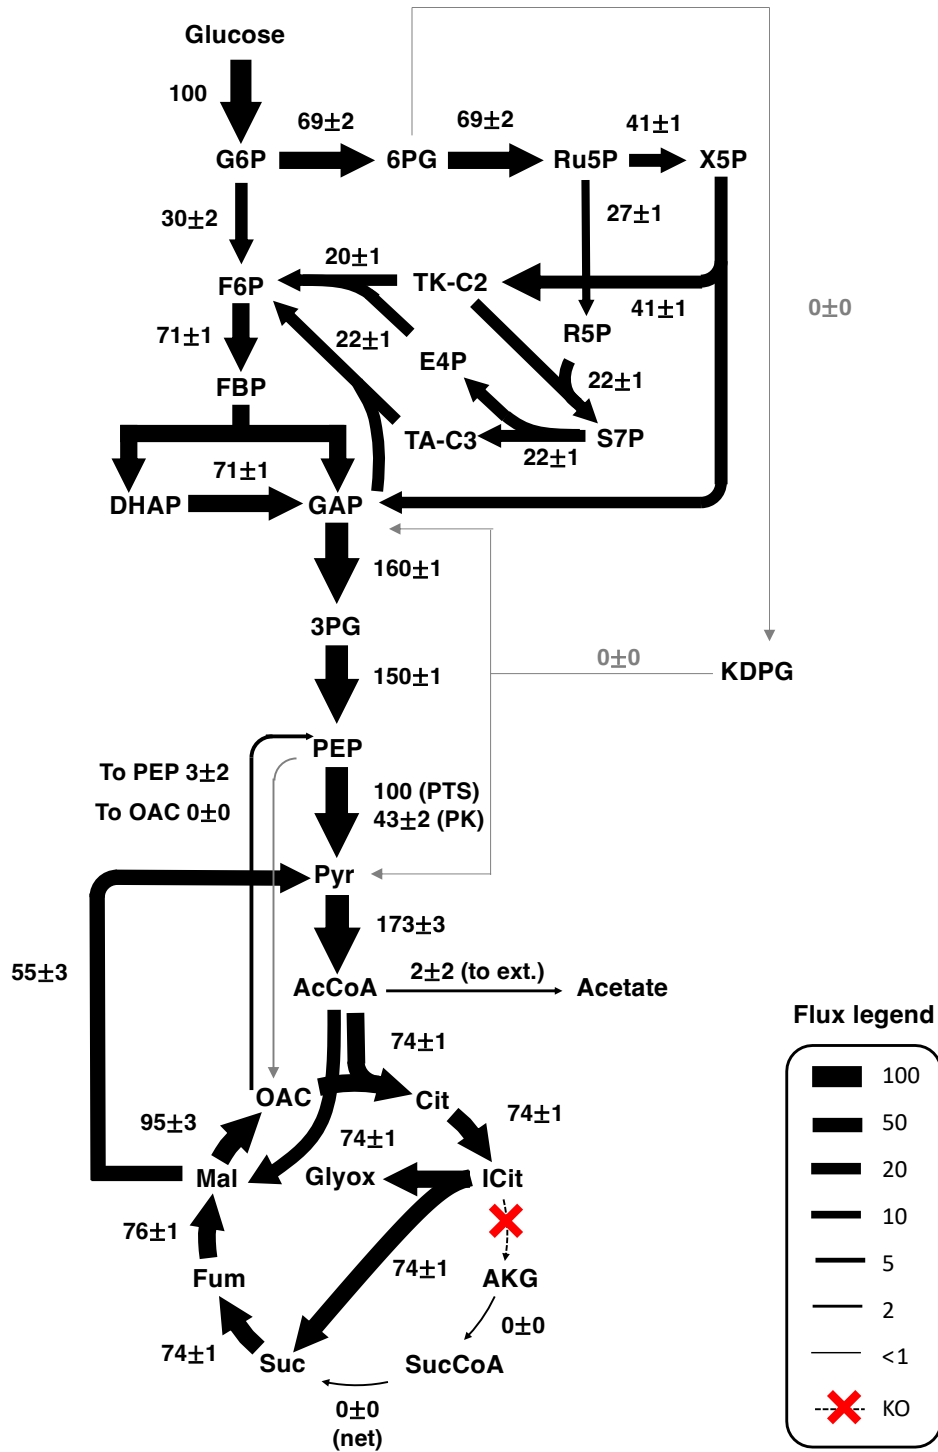 Glucose
100
69±2
69±2
41±1
G6P
6PG
Ru5P
X5P
30±2
27±1
20±1
F6P
TK-C2
41±1
0±0
71±1
22±1
R5P
E4P
FBP
22±1
TA-C3
S7P
71±1
22±1
DHAP
GAP
160±1
3PG
0±0
KDPG
150±1
PEP
To PEP 3±2
To OAC 0±0
100 (PTS)
43±2 (PK)
Pyr
173±3
55±3
2±2 (to ext.)
AcCoA
Acetate
Flux legend
74±1
OAC
Cit
95±3
74±1
74±1
Mal
Glyox
ICit
76±1
74±1
Fum
AKG
0±0
74±1
Suc
SucCoA
0±0
(net)
100
50
20
10
5
2
<1
KO